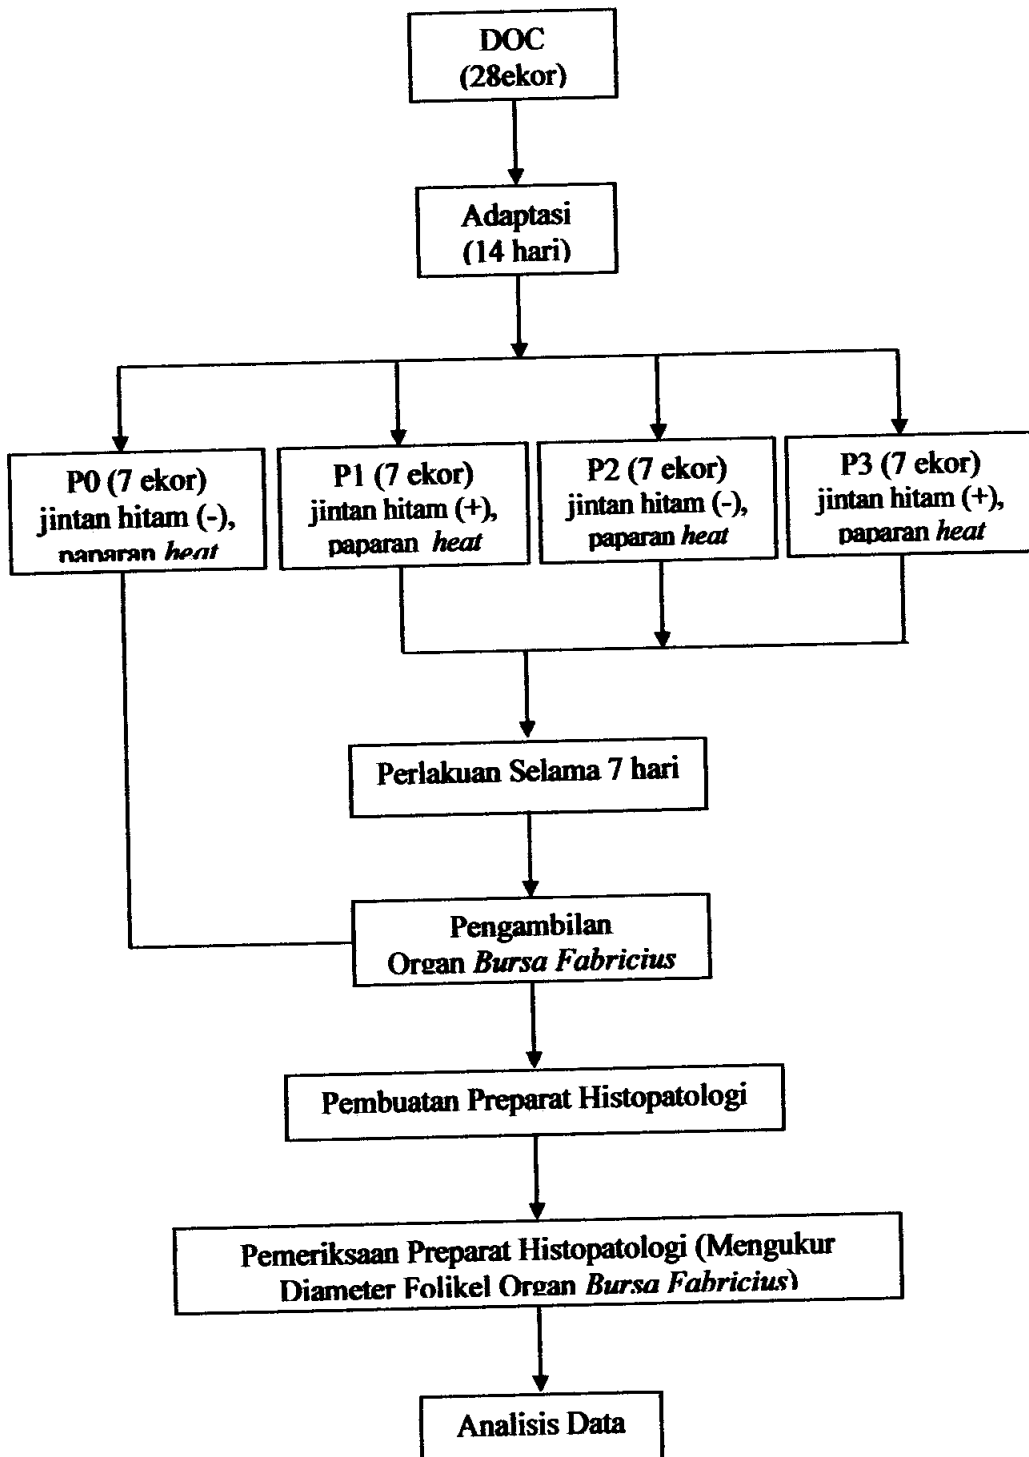 DOC
(28ekor)
Adaptasi
(14 hari)
P0 (7 ekor)
jintan hitam (-),
paparan heat
P1 (7 ekor)
jintan hitam (+),
paparan heat
P2 (7 ekor)
jintan hitam (-),
paparan heat
P3 (7 ekor)
jintan hitam (+),
paparan heat
Perlakuan Selama 7 hari
Pengambilan
Organ Bursa Fabricius
Pembuatan Preparat Histopatologi
Pemeriksaan Preparat Histopatologi (Mengukur
Diameter Folikel Organ Bursa Fabricius)
Analisis Data